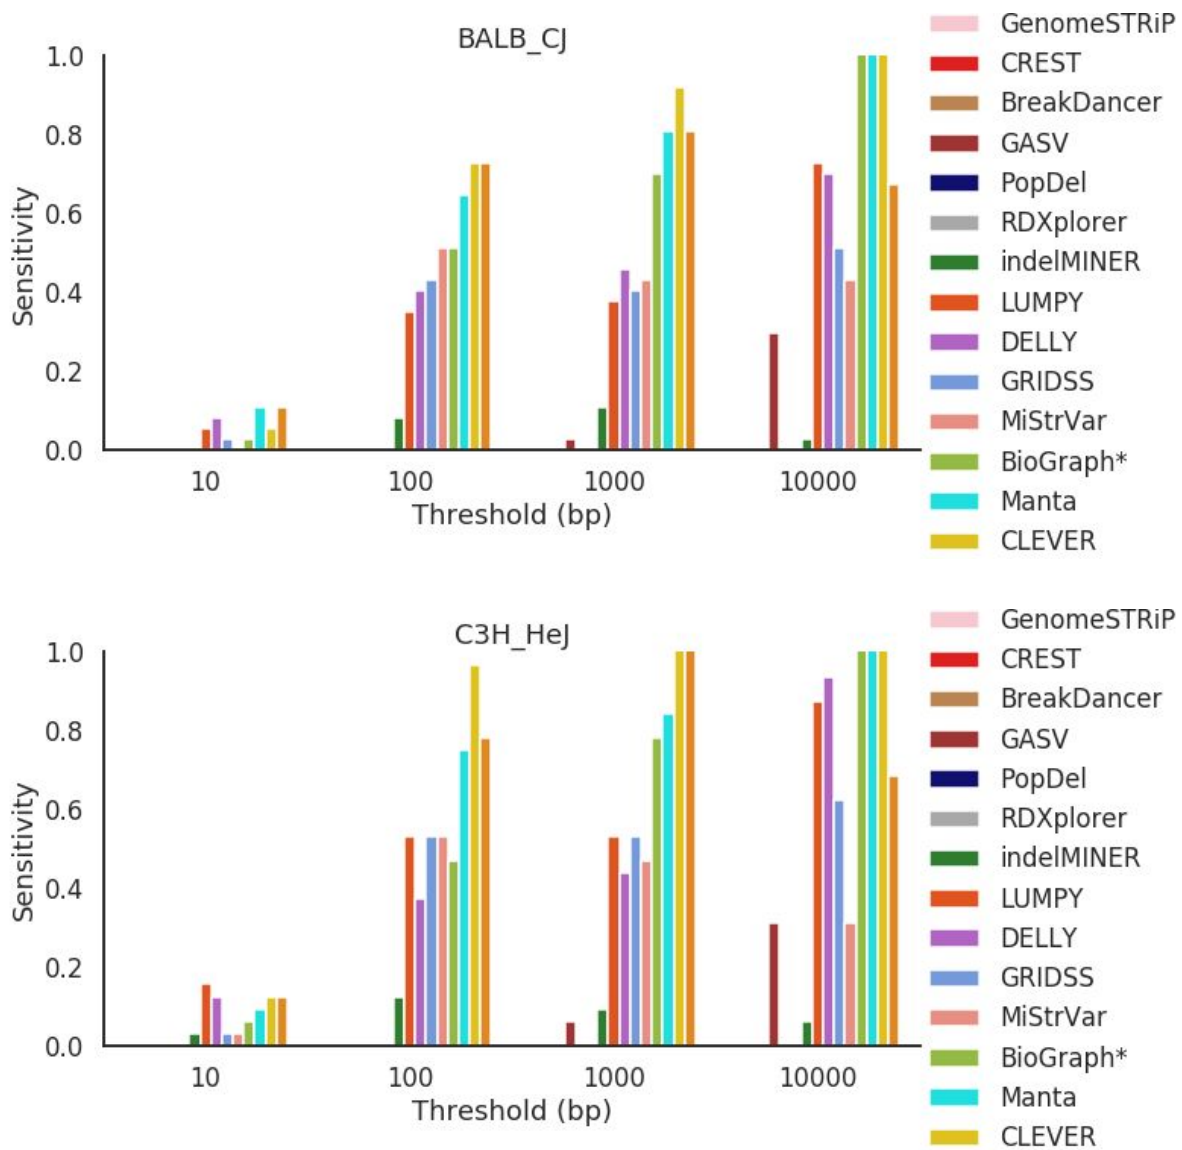 BALB_CJ
Sensitivity
1.0
0.8
0.6
0.4
0.2
0.0
10
100
1000
10000
Threshold (bp)
GenomeSTRiP
CREST
BreakDancer
GASV
PopDel
RDXplorer
indelMINER
LUMPY
DELLY
GRIDSS
MiStrVar
BioGraph*
Manta
CLEVER
C3H_HeJ
Sensitivity
1.0
0.8
0.6
0.4
0.2
0.0
10
100
1000
10000
Threshold (bp)
GenomeSTRiP
CREST
BreakDancer
GASV
PopDel
RDXplorer
indelMINER
LUMPY
DELLY
GRIDSS
MiStrVar
BioGraph*
Manta
CLEVER